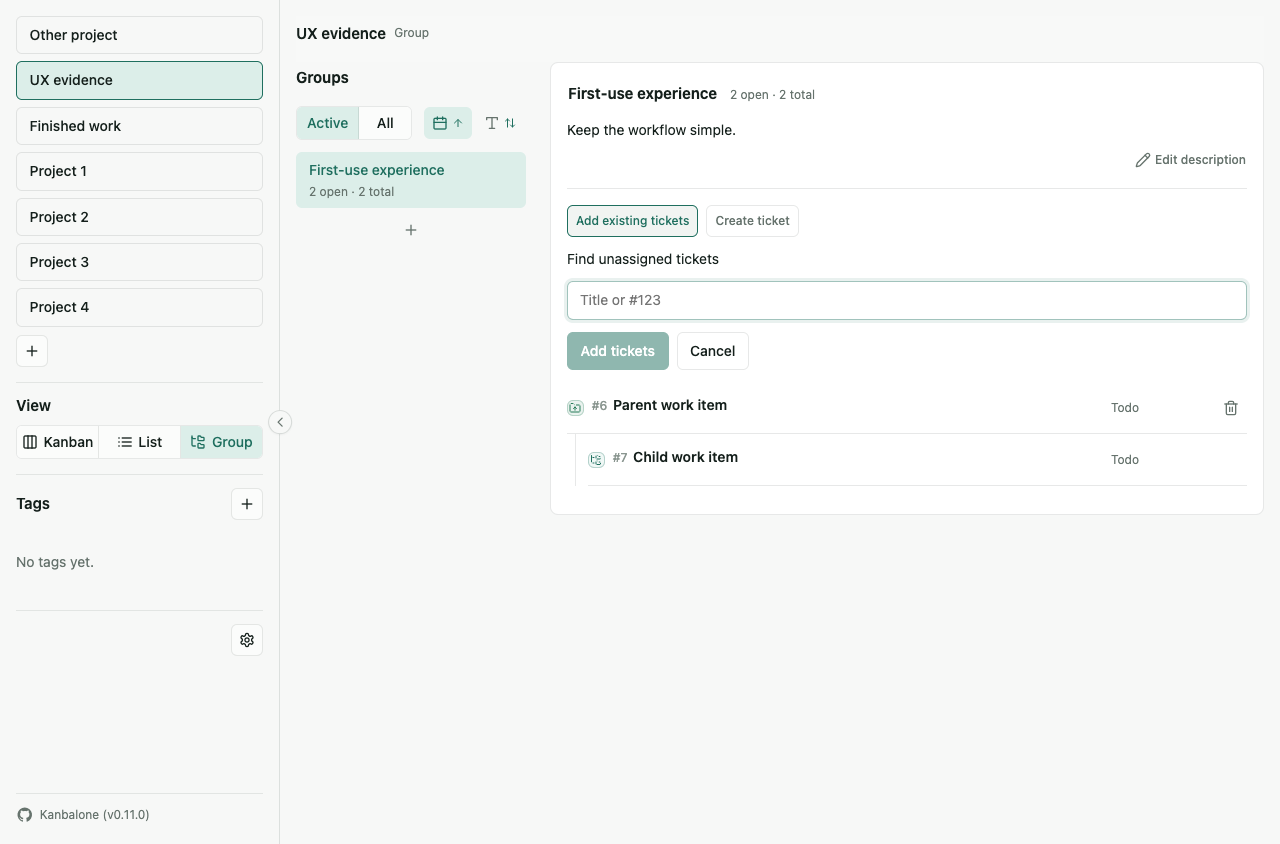 Other project
UX evidence
Finished work
Project 1
Project 2
Project 3
Project 4
View
Kanban
List
Group
Tags
No tags yet.
Kanbalone (v0.11.0)
UX evidence Group
Groups
Active
All
First-use experience
2 open · 2 total
First-use experience 2 open · 2 total
Keep the workflow simple.
Edit description
Add existing tickets
Create ticket
Find unassigned tickets
Title or #123
Add tickets
Cancel
#6 Parent work item Todo
#7 Child work item Todo